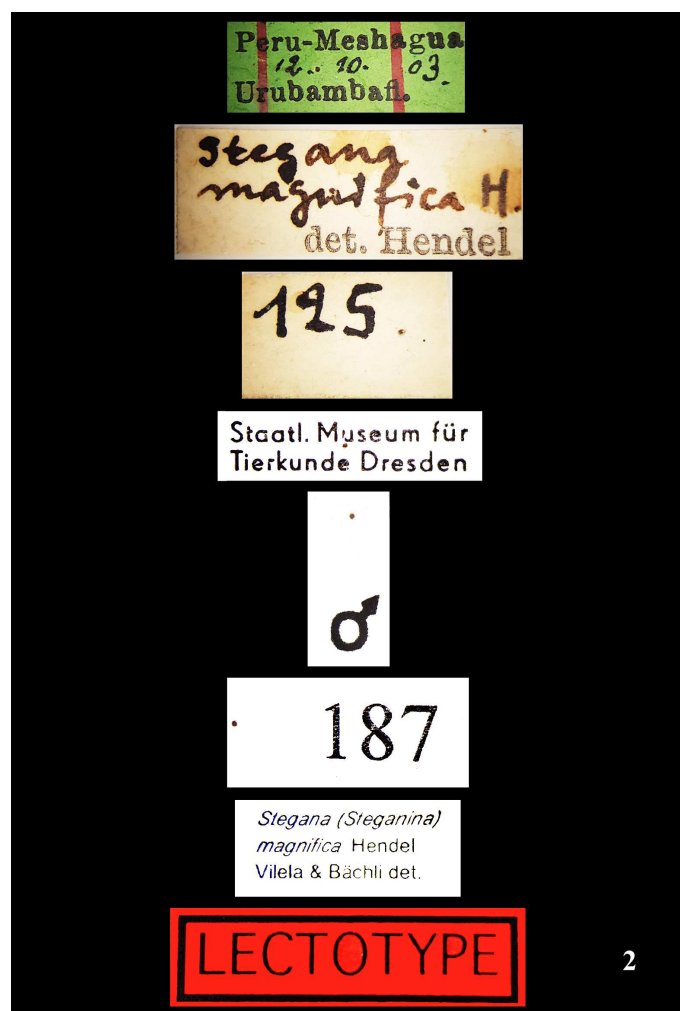 Peru-Meshagua
12. 10. 03.
Urubambafl.
Stegana
magnifica H.
det. Hendel
125.
Staatl. Museum für
Tierkunde Dresden
♂
187
Stegana (Steganina)
magnifica Hendel
Vilela & Bächli det.
LECTOTYPE
2